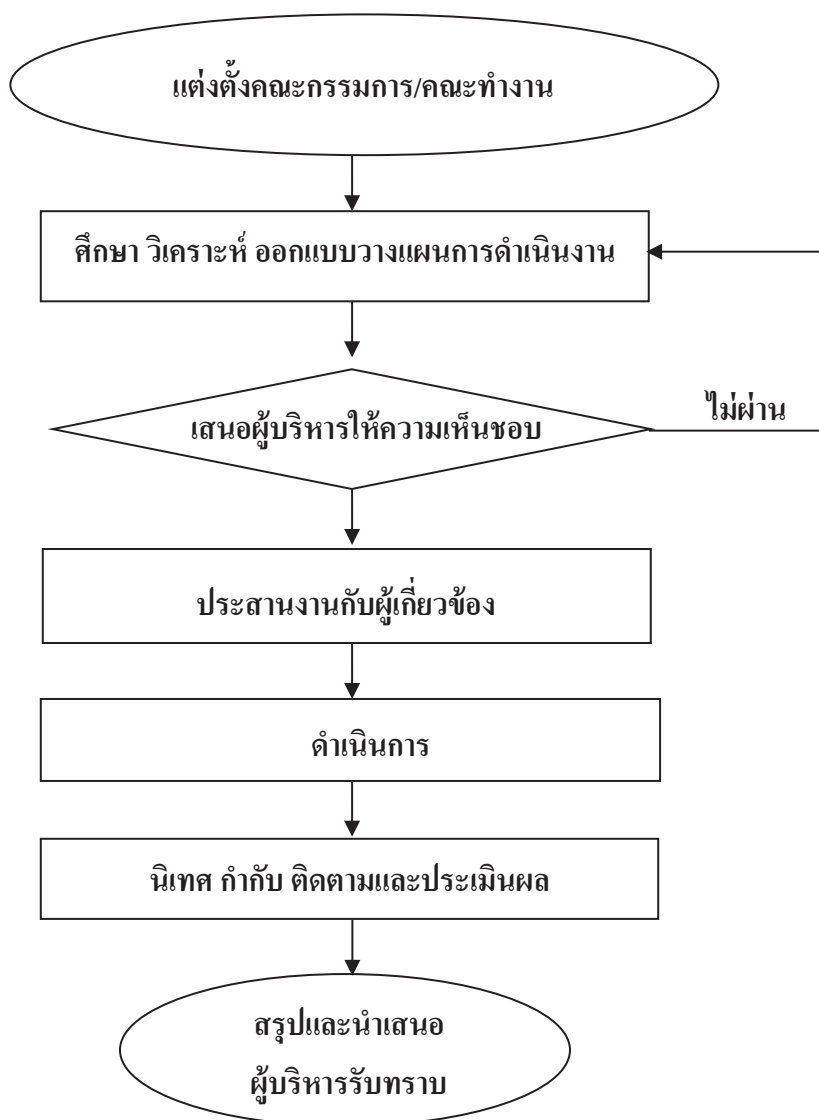 แต่งตั้งคณะกรรมการ/คณะทำงาน
ศึกษา วิเคราะห์ ออกแบบวางแผนการดำเนินงาน
เสนอผู้บริหารให้ความเห็นชอบ
ไม่ผ่าน
ประสานงานกับผู้เกี่ยวข้อง
ดำเนินการ
นิเทศ กำกับ ติดตามและประเมินผล
สรุปและนำเสนอ
ผู้บริหารรับทราบ